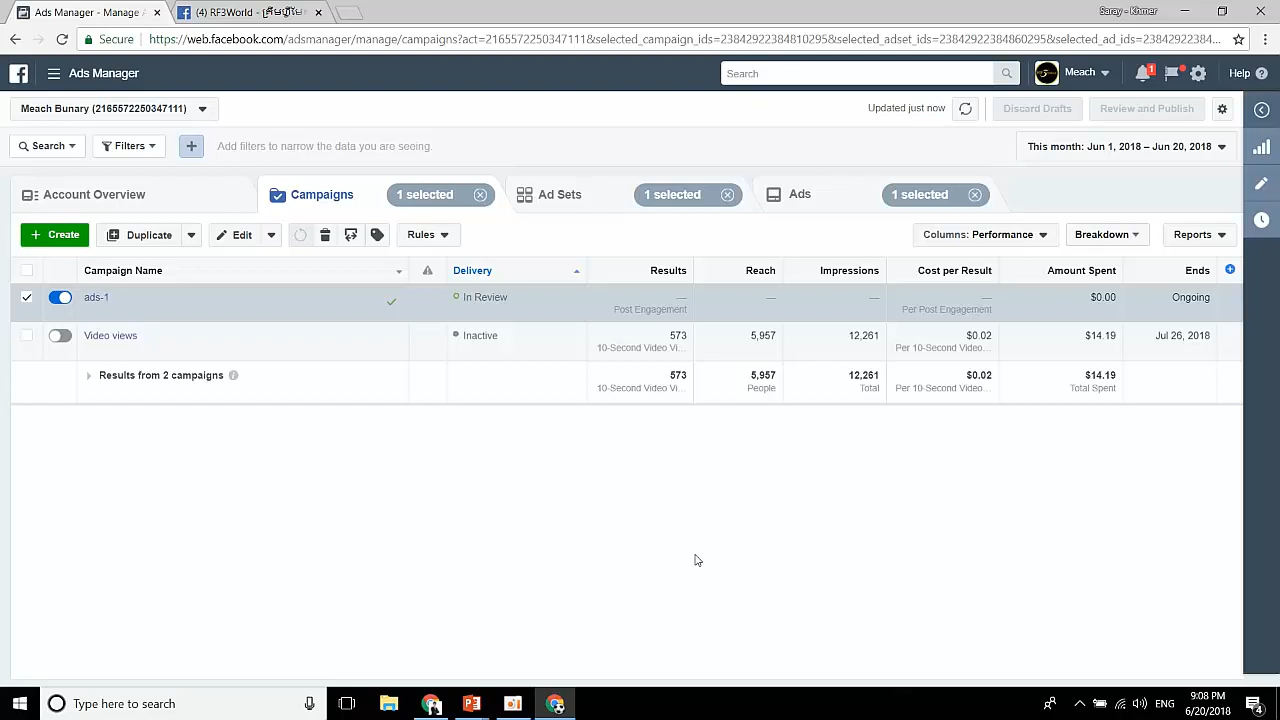 Ads Manager - Manage
(4) RF3World -
Saray - Khmer
Secure
https://web.facebook.com/adsmanager/manage/campaigns?act=2165572250347111&selected_campaign_ids=23842922384810295&selected_adset_ids=23842922384860295&selected_ad_ids=23842922384...
Ads Manager
Search
Meach
1
Help
Meach Bunary (2165572250347111)
Updated just now
Discard Drafts
Review and Publish
Search
Filters
Add filters to narrow the data you are seeing.
This month: Jun 1, 2018 – Jun 20, 2018
Account Overview
Campaigns
1 selected
Ad Sets
1 selected
Ads
1 selected
Create
Duplicate
Edit
Rules
Columns: Performance
Breakdown
Reports
Campaign Name
Delivery
Results
Reach
Impressions
Cost per Result
Amount Spent
Ends
ads-1
In Review
—
Post Engagement
—
—
—
Per Post Engagement
$0.00
Ongoing
Video views
Inactive
573
10-Second Video Vi...
5,957
12,261
$0.02
Per 10-Second Video...
$14.19
Jul 26, 2018
Results from 2 campaigns
573
10-Second Video Vi...
5,957
People
12,261
Total
$0.02
Per 10-Second Video...
$14.19
Total Spent
Type here to search
ENG
9:08 PM
6/20/2018
4